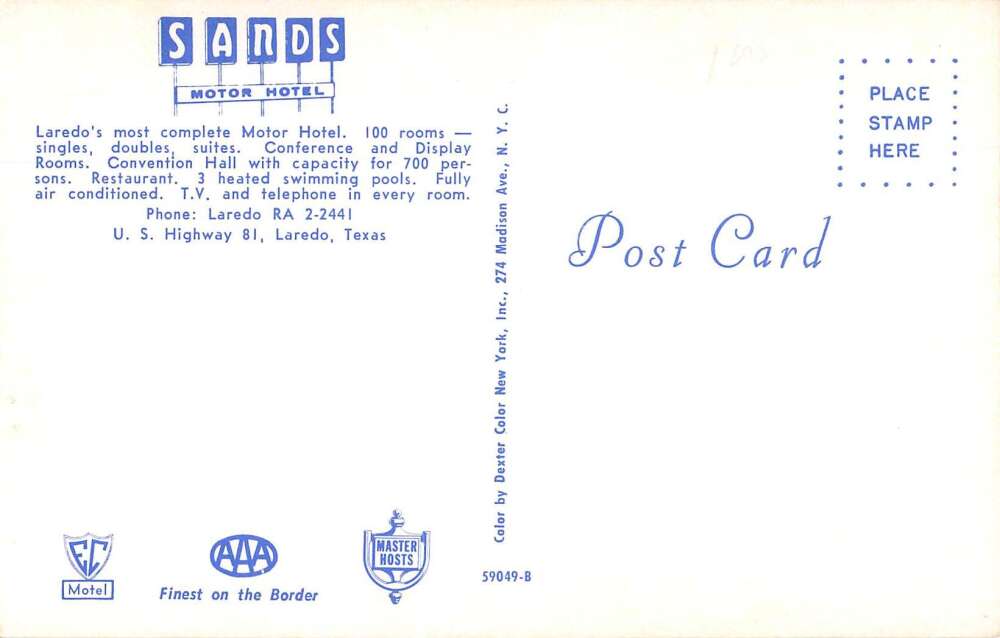 SANDS
MOTOR HOTEL
Laredo's most complete Motor Hotel. 100 rooms —
singles, doubles, suites. Conference and Display
Rooms. Convention Hall with capacity for 700 per-
sons. Restaurant. 3 heated swimming pools. Fully
air conditioned. T.V. and telephone in every room.
Phone: Laredo RA 2-2441
U. S. Highway 81, Laredo, Texas
EC
Motel
AAA
Finest on the Border
MASTER
HOSTS
Color by Dexter Color New York, Inc., 274 Madison Ave., N. Y. C.
59049-B
Post Card
PLACE
STAMP
HERE